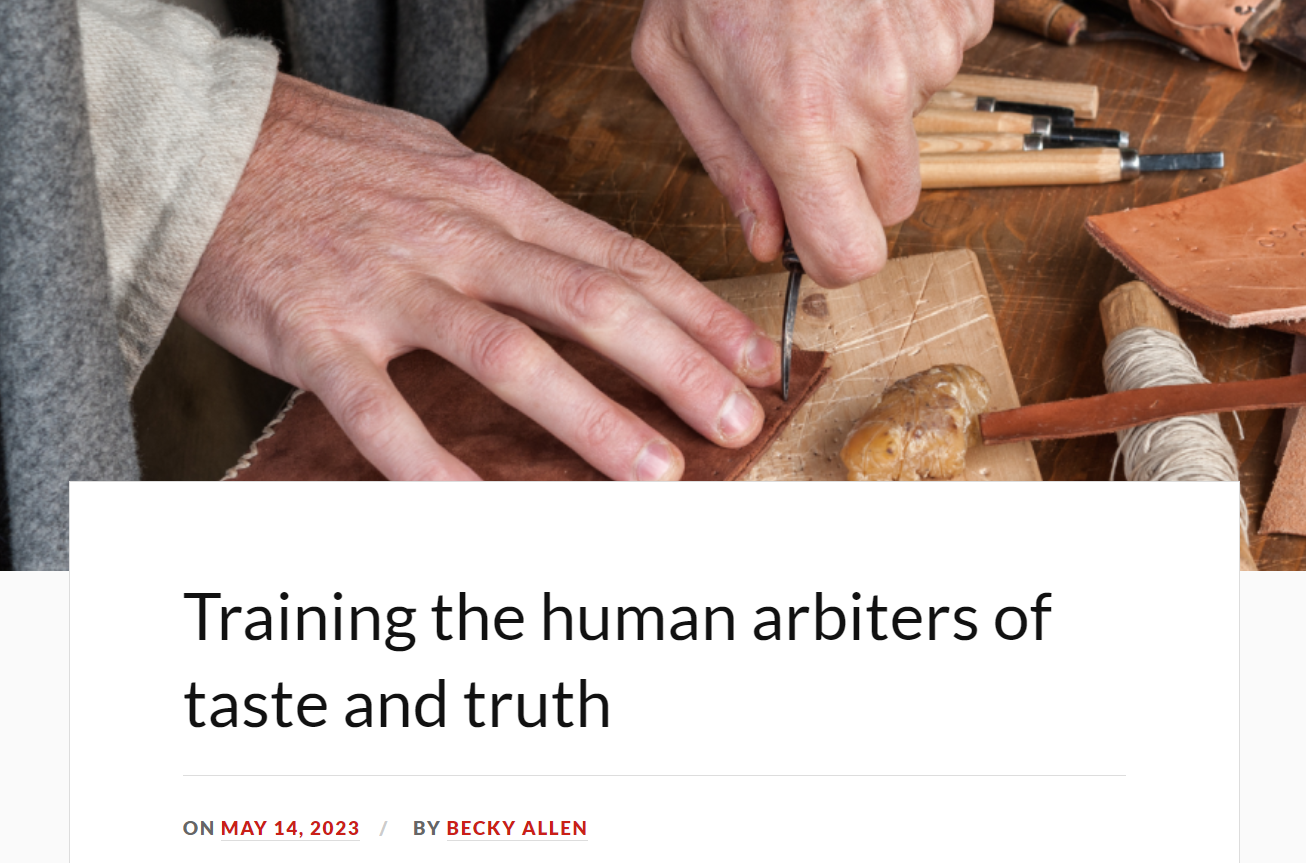 Training the human arbiters of
taste and truth
ON MAY 14, 2023 / BY BECKY ALLEN